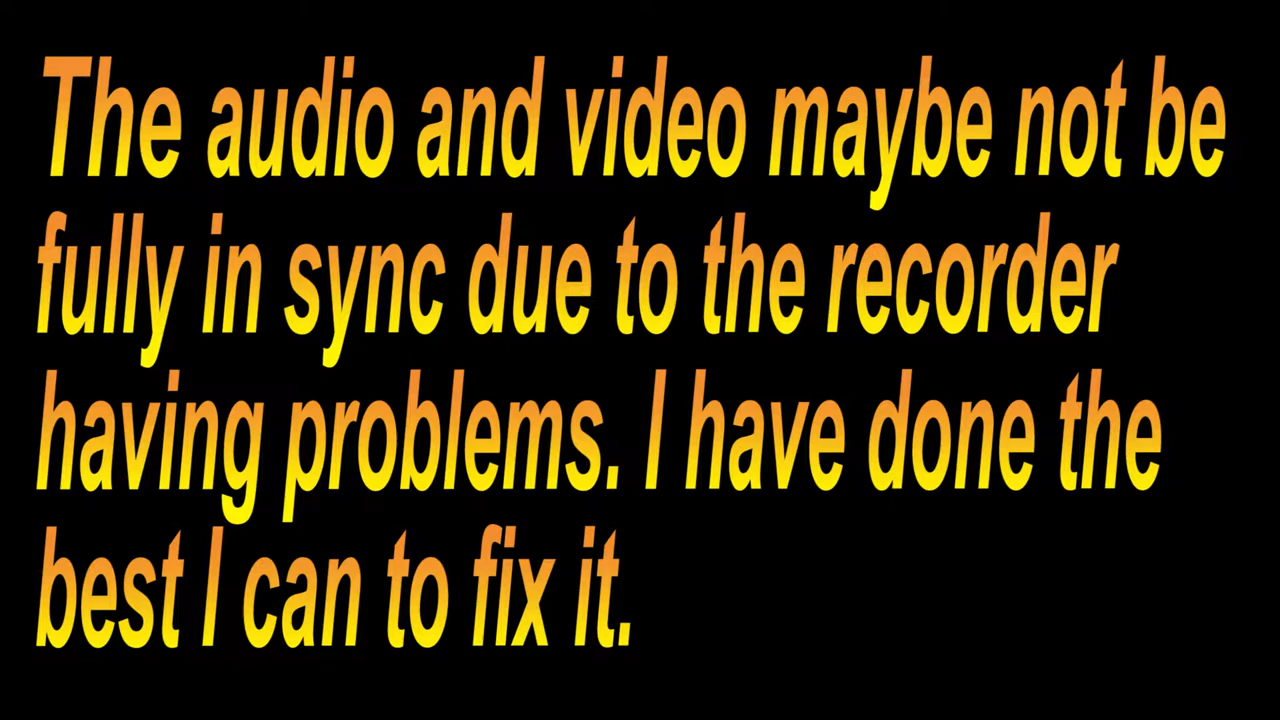 The audio and video maybe not be
fully in sync due to the recorder
having problems. I have done the
best I can to fix it.